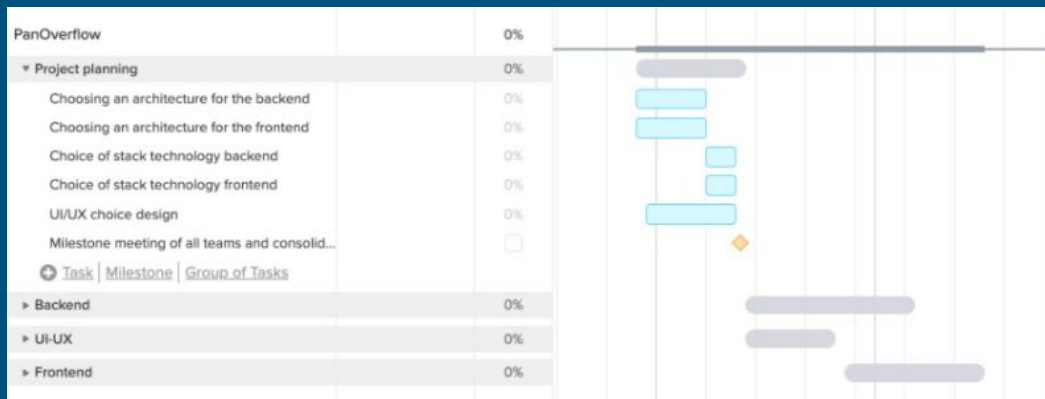 PanOverflow 0%
Project planning 0%
Choosing an architecture for the backend 0%
Choosing an architecture for the frontend 0%
Choice of stack technology backend 0%
Choice of stack technology frontend 0%
UI/UX choice design 0%
Milestone meeting of all teams and consolid...
Task | Milestone | Group of Tasks
Backend 0%
UI-UX 0%
Frontend 0%